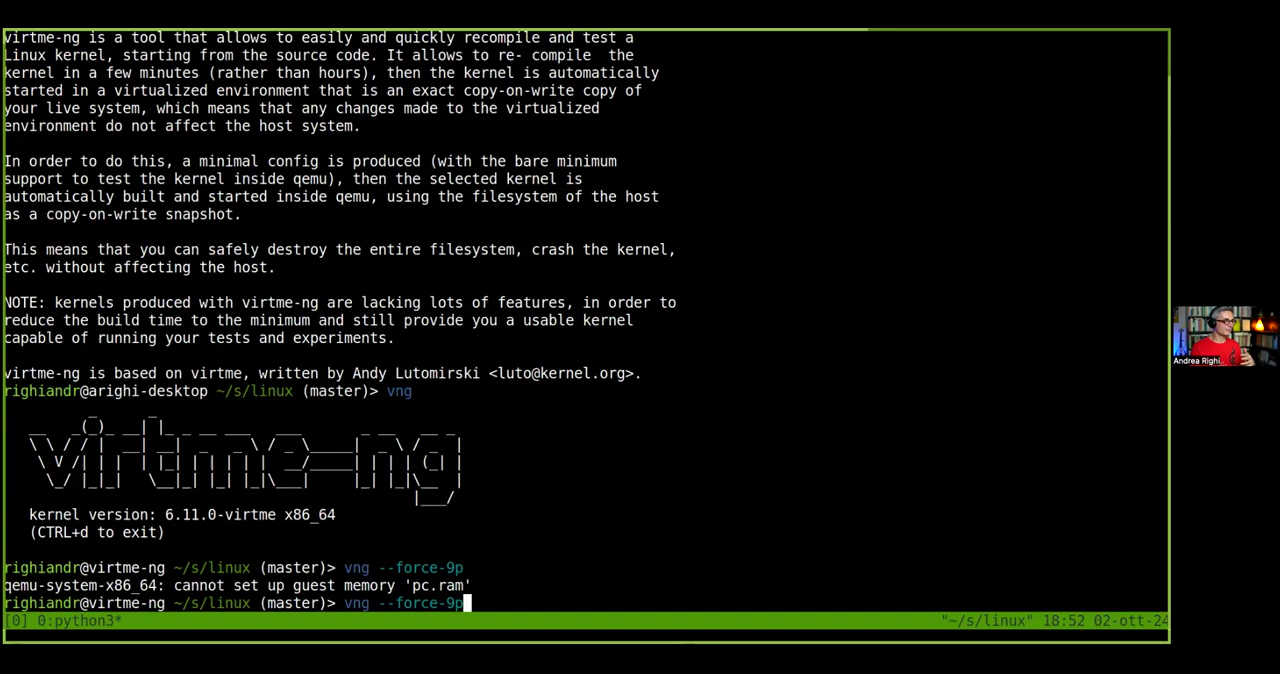 virtme-ng is a tool that allows to easily and quickly recompile and test a
Linux kernel, starting from the source code. It allows to re- compile  the
kernel in a few minutes (rather than hours), then the kernel is automatically
started in a virtualized environment that is an exact copy-on-write copy of
your live system, which means that any changes made to the virtualized
environment do not affect the host system.
In order to do this, a minimal config is produced (with the bare minimum
support to test the kernel inside qemu), then the selected kernel is
automatically built and started inside qemu, using the filesystem of the host
as a copy-on-write snapshot.
This means that you can safely destroy the entire filesystem, crash the kernel,
etc. without affecting the host.
NOTE: kernels produced with virtme-ng are lacking lots of features, in order to
reduce the build time to the minimum and still provide you a usable kernel
capable of running your tests and experiments.
virtme-ng is based on virtme, written by Andy Lutomirski <luto@kernel.org>.
righiandr@arighi-desktop ~/s/linux (master)> vng
virtme-ng
kernel version: 6.11.0-virtme x86_64
(CTRL+d to exit)
righiandr@virtme-ng ~/s/linux (master)> vng --force-9p
qemu-system-x86_64: cannot set up guest memory 'pc.ram'
righiandr@virtme-ng ~/s/linux (master)> vng --force-9p
[0] 0:python3* "~/s/linux" 18:52 02-ott-24
Andrea Righi